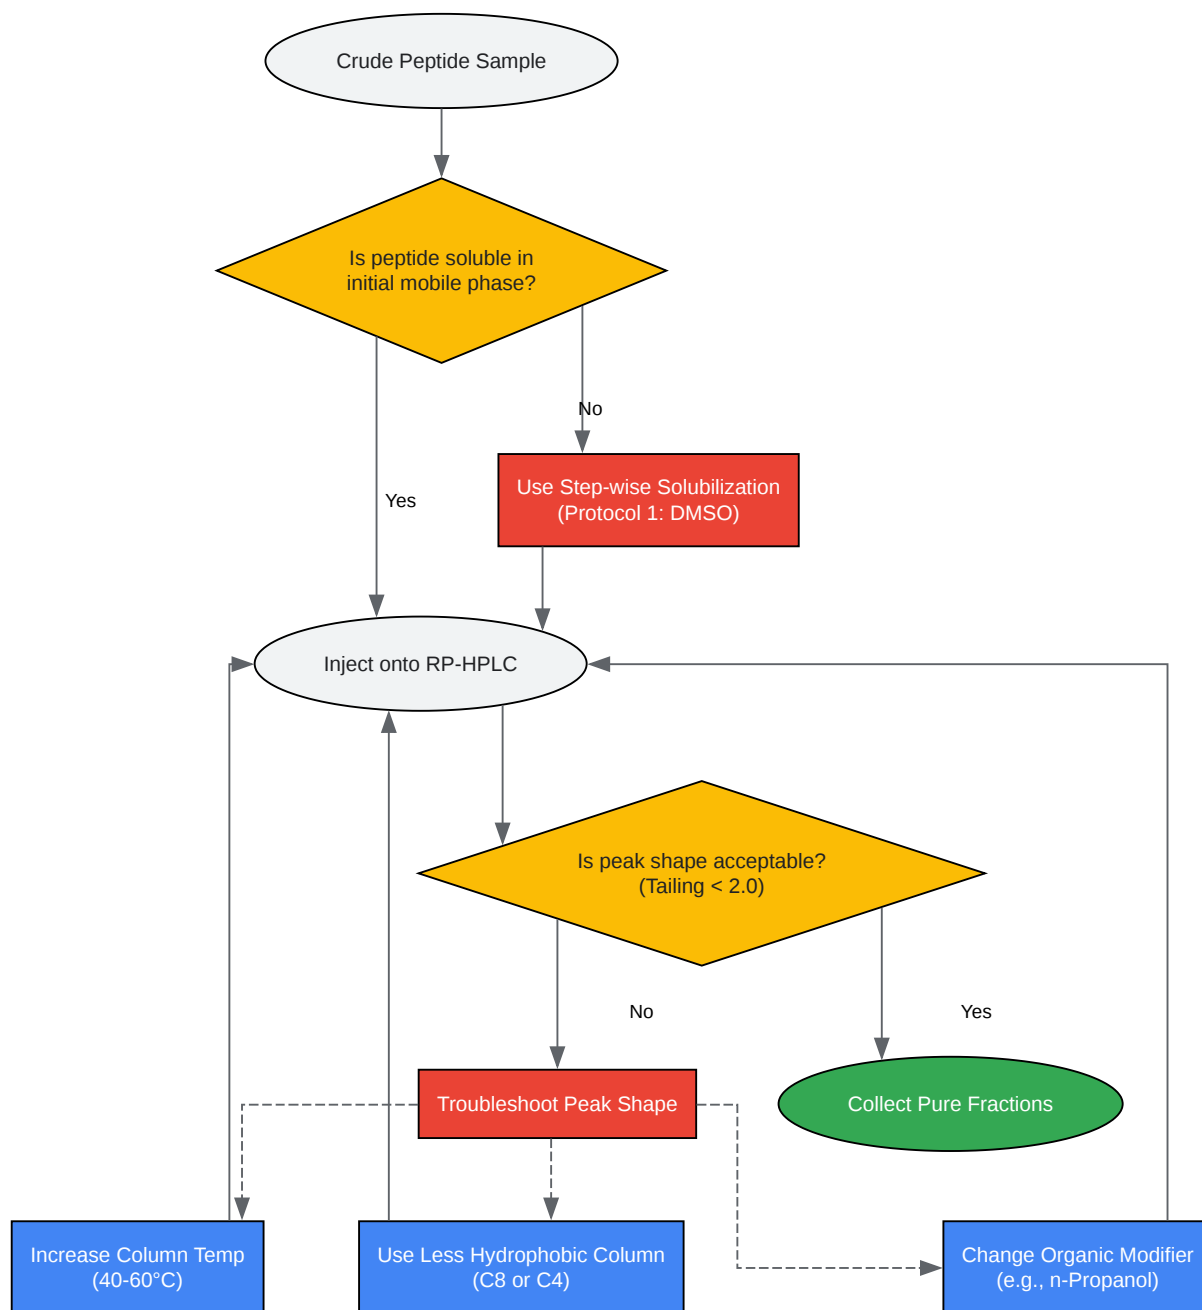 Crude Peptide Sample
Is peptide soluble in
initial mobile phase?
No
Use Step-wise Solubilization
(Protocol 1: DMSO)
Yes
Inject onto RP-HPLC
Is peak shape acceptable?
(Tailing < 2.0)
No
Yes
Troubleshoot Peak Shape
Collect Pure Fractions
Increase Column Temp
(40-60°C)
Use Less Hydrophobic Column
(C8 or C4)
Change Organic Modifier
(e.g., n-Propanol)